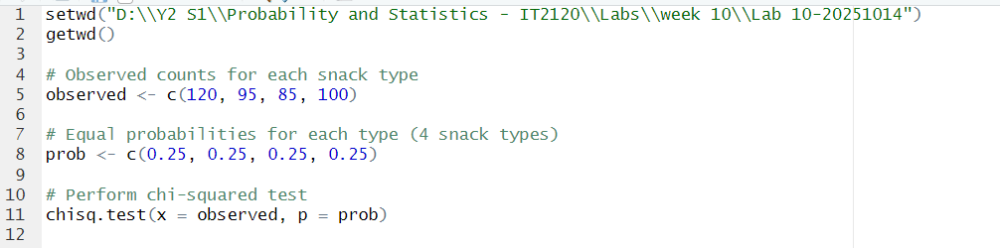 1 setwd("D:\\Y2 S1\\Probability and Statistics - IT2120\\Labs\\week 10\\Lab 10-20251014")
2 getwd()
3
4 # Observed counts for each snack type
5 observed <- c(120, 95, 85, 100)
6
7 # Equal probabilities for each type (4 snack types)
8 prob <- c(0.25, 0.25, 0.25, 0.25)
9
10 # Perform chi-squared test
11 chisq.test(x = observed, p = prob)
12